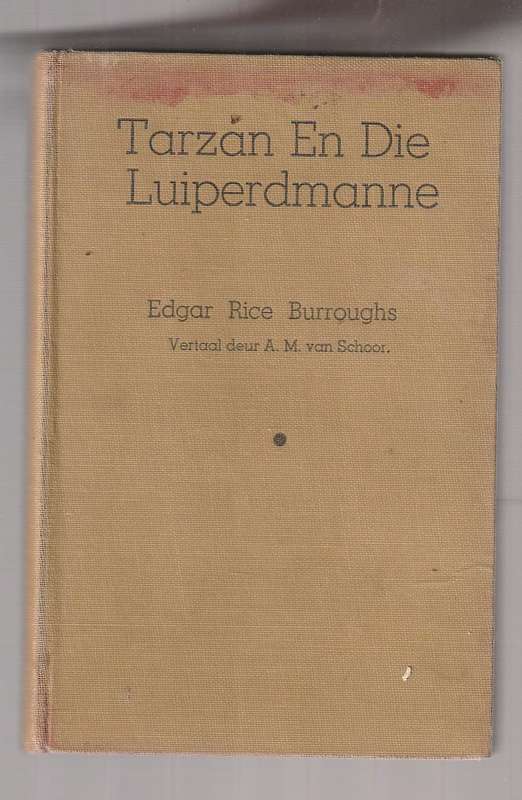 Tarzan En Die
Luiperdmanne
Edgar Rice Burroughs
Vertaal deur A. M. van Schoor.